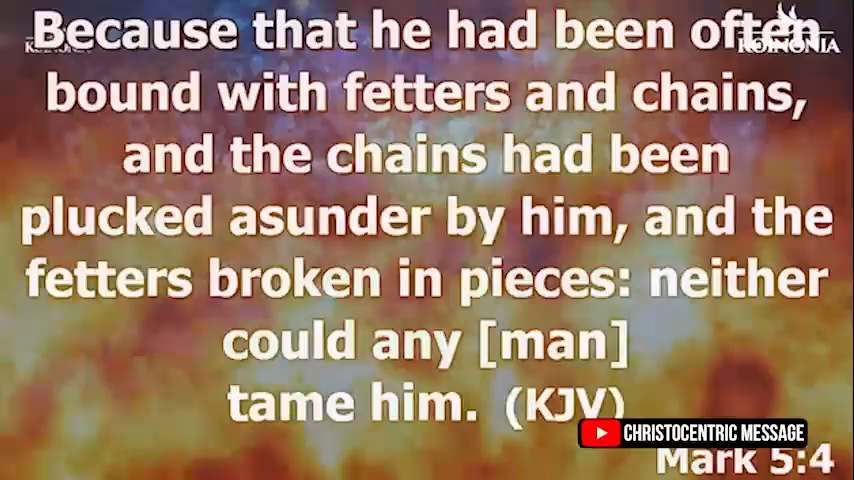 Because that he had been often
bound with fetters and chains,
and the chains had been
plucked asunder by him, and the
fetters broken in pieces: neither
could any [man]
tame him. (KJV)
Mark 5:4
KOINONIA
CHRISTOCENTRIC MESSAGE